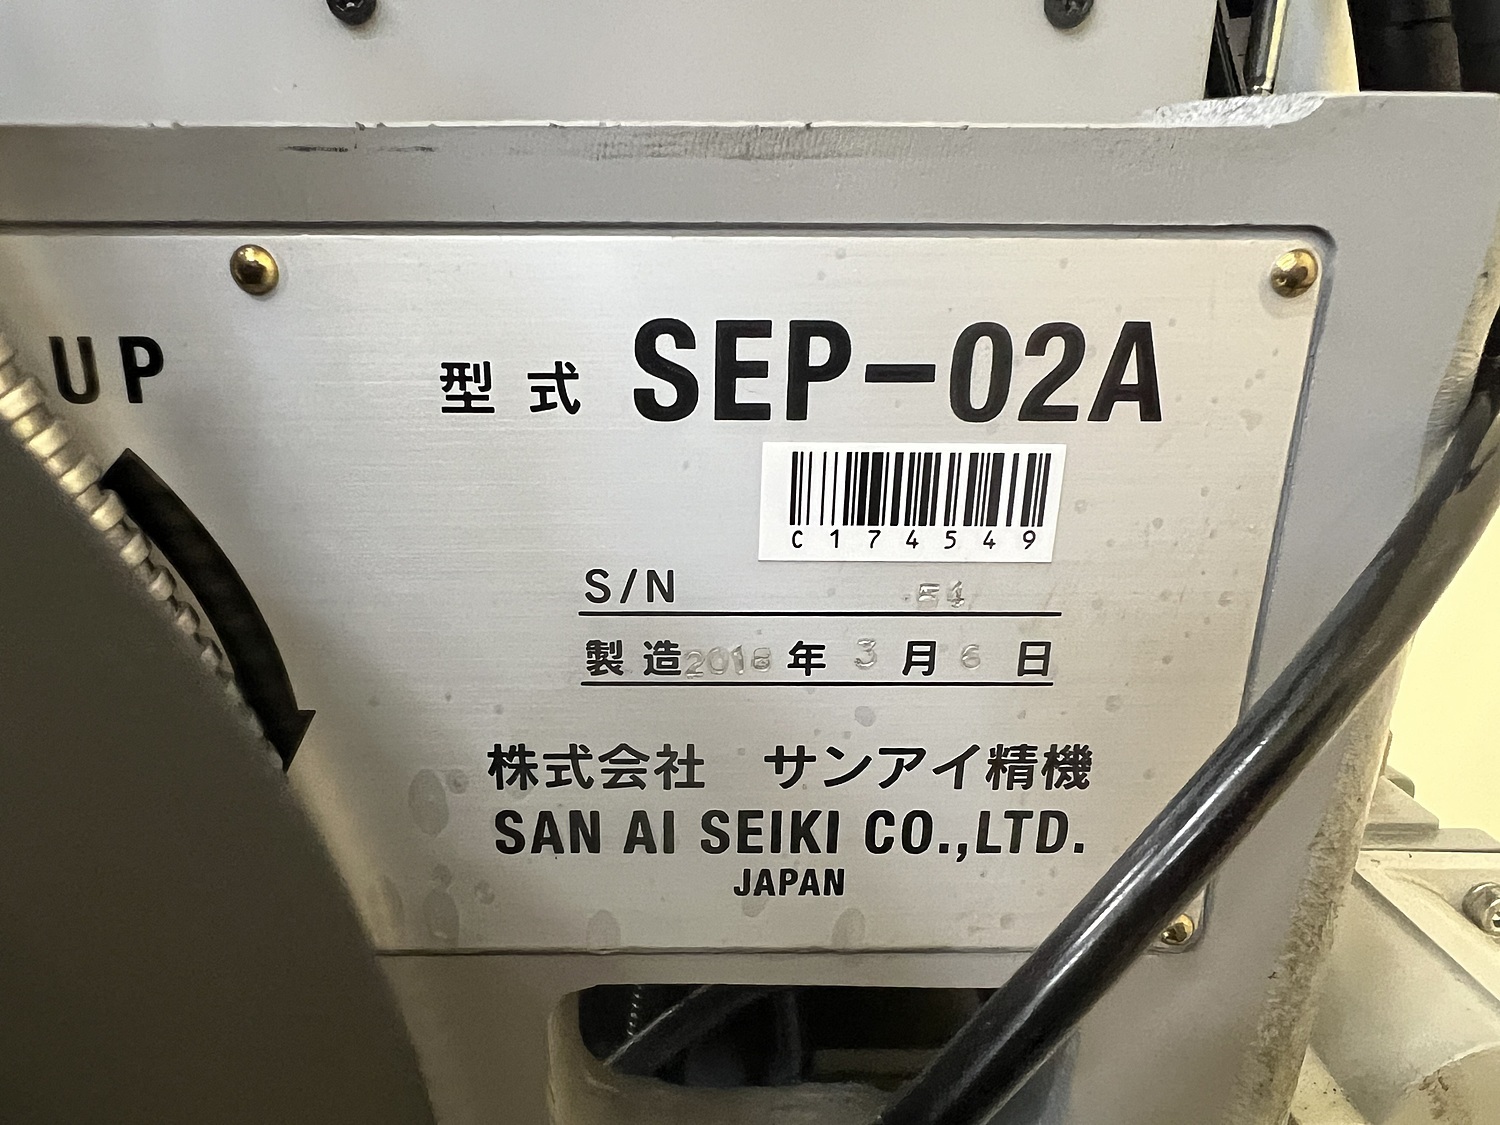 UP
型式 SEP-02A
C174549
S/N
製造2018年3月6日
株式会社 サンアイ精機
SAN AI SEIKI CO.,LTD.
JAPAN